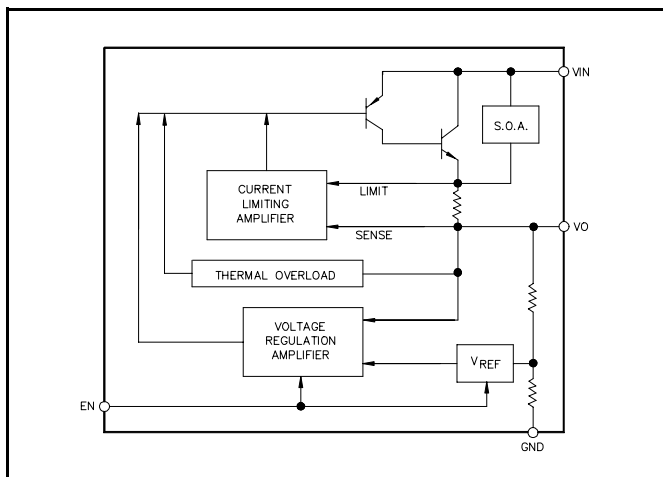 VIN
S.O.A.
CURRENT
LIMITING
AMPLIFIER
LIMIT
SENSE
VO
THERMAL OVERLOAD
VOLTAGE
REGULATION
AMPLIFIER
VREF
EN
GND